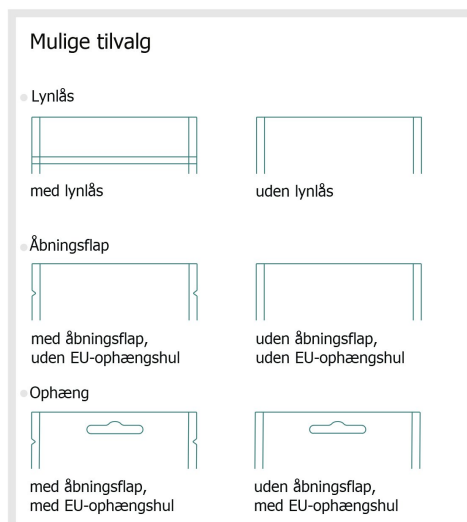 Mulige tilvalg
Lynlås
med lynlås
uden lynlås
Åbningsflap
med åbningsflap,
uden EU-ophængshul
uden åbningsflap,
uden EU-ophængshul
Ophæng
med åbningsflap,
med EU-ophængshul
uden åbningsflap,
med EU-ophængshul